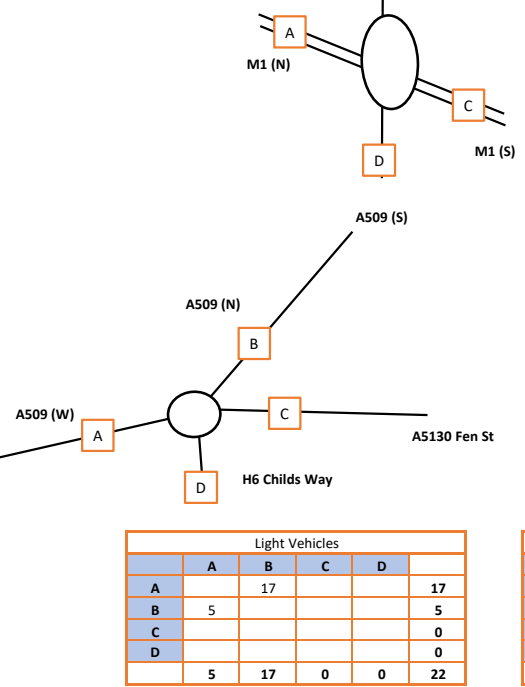 A
M1 (N)
C
M1 (S)
D
A509 (S)
A509 (N)
B
A509 (W)
A
C
A5130 Fen St
D
H6 Childs Way
Light Vehicles
A B C D
A 17 17
B 5 5
C 0
D 0
5 17 0 0 22